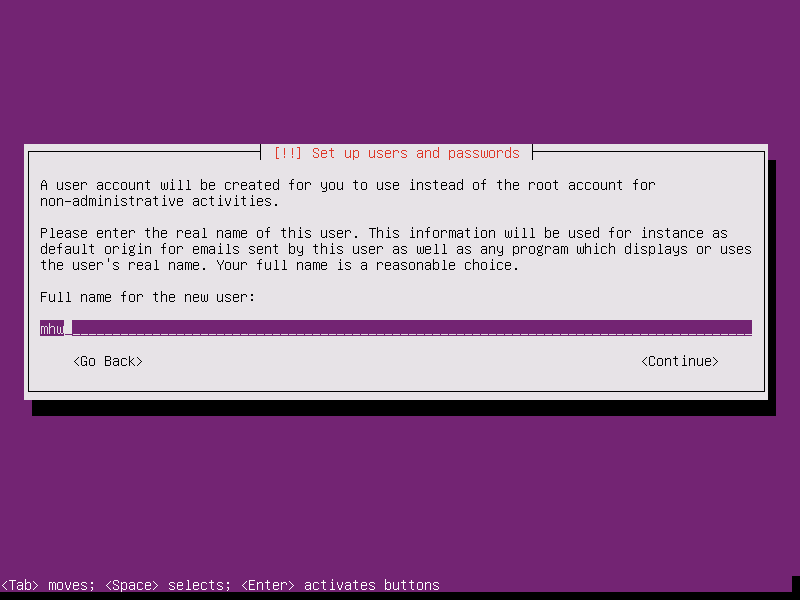 [!!] Set up users and passwords
A user account will be created for you to use instead of the root account for
non-administrative activities.
Please enter the real name of this user. This information will be used for instance as
default origin for emails sent by this user as well as any program which displays or uses
the user's real name. Your full name is a reasonable choice.
Full name for the new user:
mhw
<Go Back> <Continue>
<Tab> moves; <Space> selects; <Enter> activates buttons